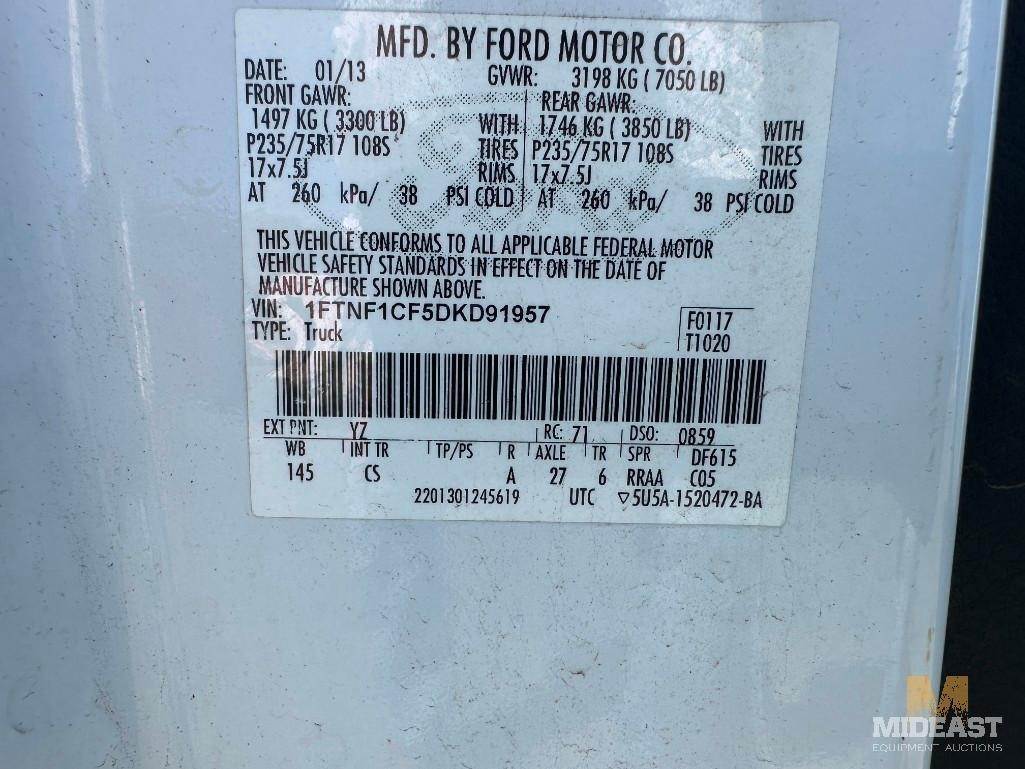 MFD. BY FORD MOTOR CO.
DATE: 01/13 GVWR: 3198 KG ( 7050 LB)
FRONT GAWR: REAR GAWR:
1497 KG ( 3300 LB) WITH 1746 KG ( 3850 LB) WITH
P235/75R17 108S TIRES P235/75R17 108S TIRES
17x7.5J RIMS 17x7.5J RIMS
AT 260 kPa/ 38 PSI COLD AT 260 kPa/ 38 PSI COLD
THIS VEHICLE CONFORMS TO ALL APPLICABLE FEDERAL MOTOR
VEHICLE SAFETY STANDARDS IN EFFECT ON THE DATE OF
MANUFACTURE SHOWN ABOVE.
VIN: 1FTNF1CF5DKD91957 F0117
TYPE: Truck T1020
EXT PNT: YZ RC: 71 DSO: 0859
WB INT TR TP/PS R AXLE TR SPR DF615
145 CS A 27 6 RRAA C05
2201301245619 UTC ▽5U5A-1520472-BA
M
MIDEAST
EQUIPMENT AUCTIONS